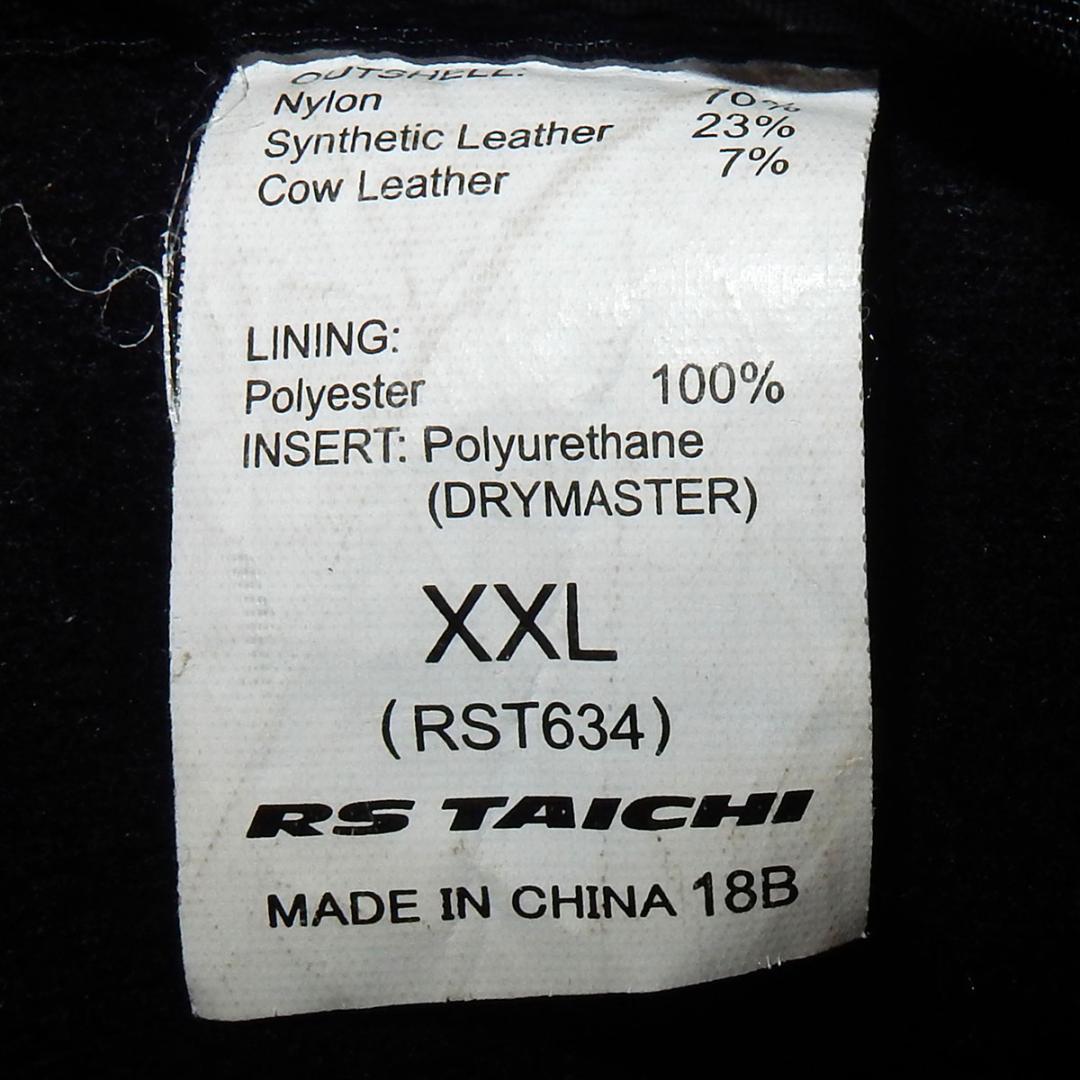 OUTSHELL:
Nylon 70%
Synthetic Leather 23%
Cow Leather 7%
LINING:
Polyester 100%
INSERT: Polyurethane
(DRYMASTER)
XXL
(RST634)
RS TAICHI
MADE IN CHINA 18B